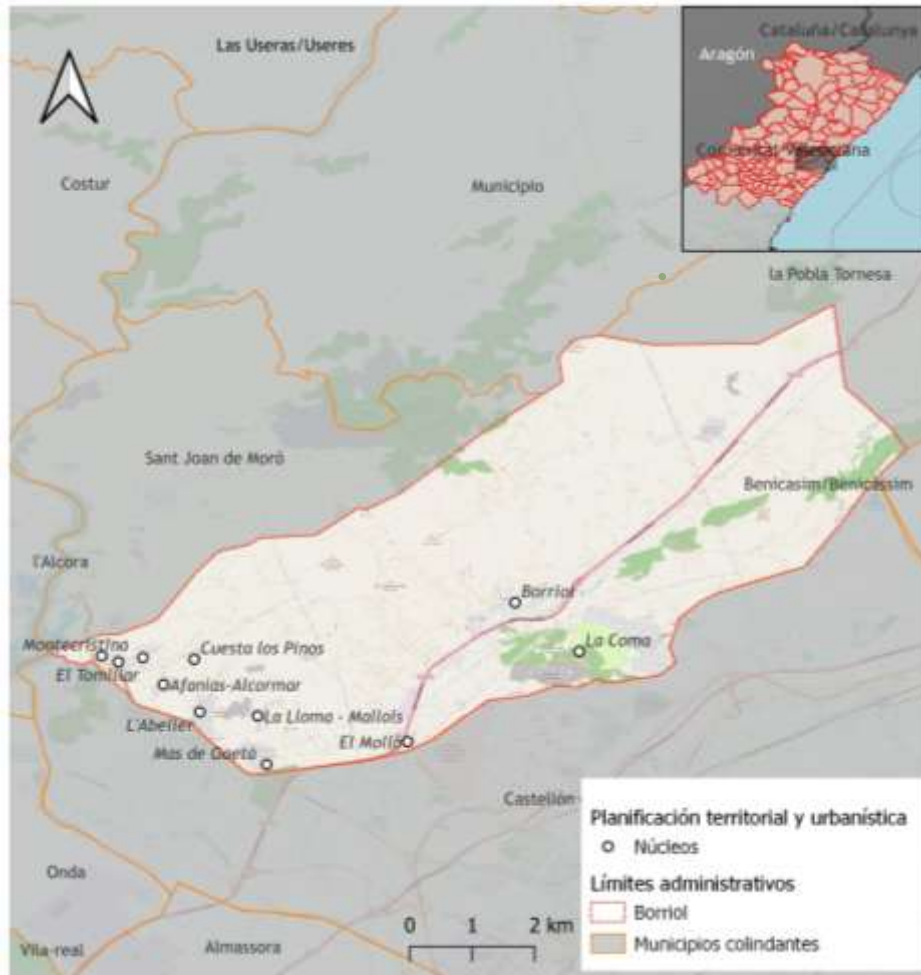 Las Useras/Useres
Cataluña/Catalunya
Aragón
Costur
Municipio
la Pobla Tornesa
Sant Joan de Moró
Benicasim/Benicàssim
l'Alcora
Borriol
Montecristina
Cuesta los Pinos
La Coma
El Tomillar
Afanias-Alcormar
L'Abeller
La Lloma - Mallols
El Molló
Mas de Gaetà
Castellón
Planificación territorial y urbanística
Núcleos
Límites administrativos
Borriol
Municipios colindantes
Onda
0 1 2 km
Vila-real
Almassora